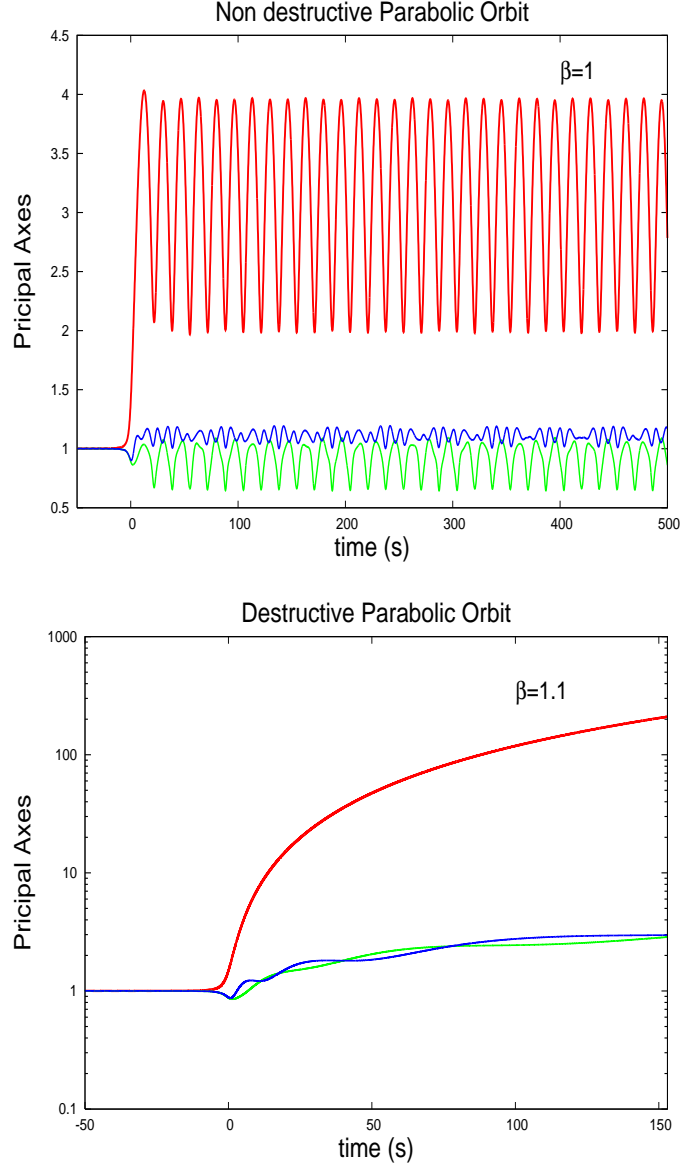 Non destructive Parabolic Orbit
β=1
4.5
4
3.5
3
2.5
2
1.5
1
0.5
Pricipal Axes
0 100 200 300 400 500
time (s)
Destructive Parabolic Orbit
β=1.1
1000
100
10
1
0.1
Pricipal Axes
-50 0 50 100 150
time (s)